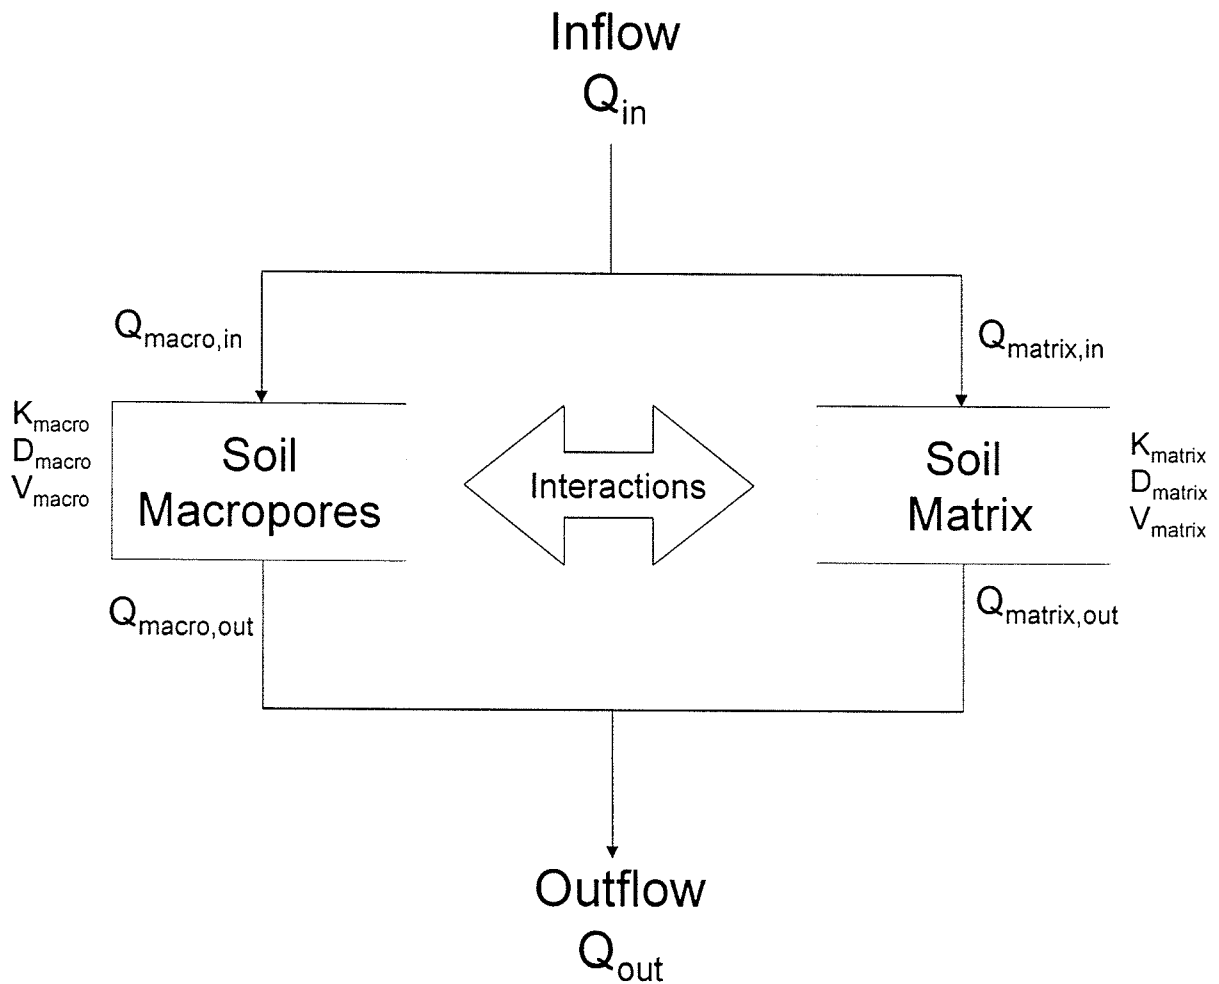 Inflow
Qin
Qmacro,in
Qmatrix,in
Kmacro
Dmacro
Vmacro
Soil
Macropores
Interactions
Soil
Matrix
Kmatrix
Dmatrix
Vmatrix
Qmacro,out
Qmatrix,out
Outflow
Qout